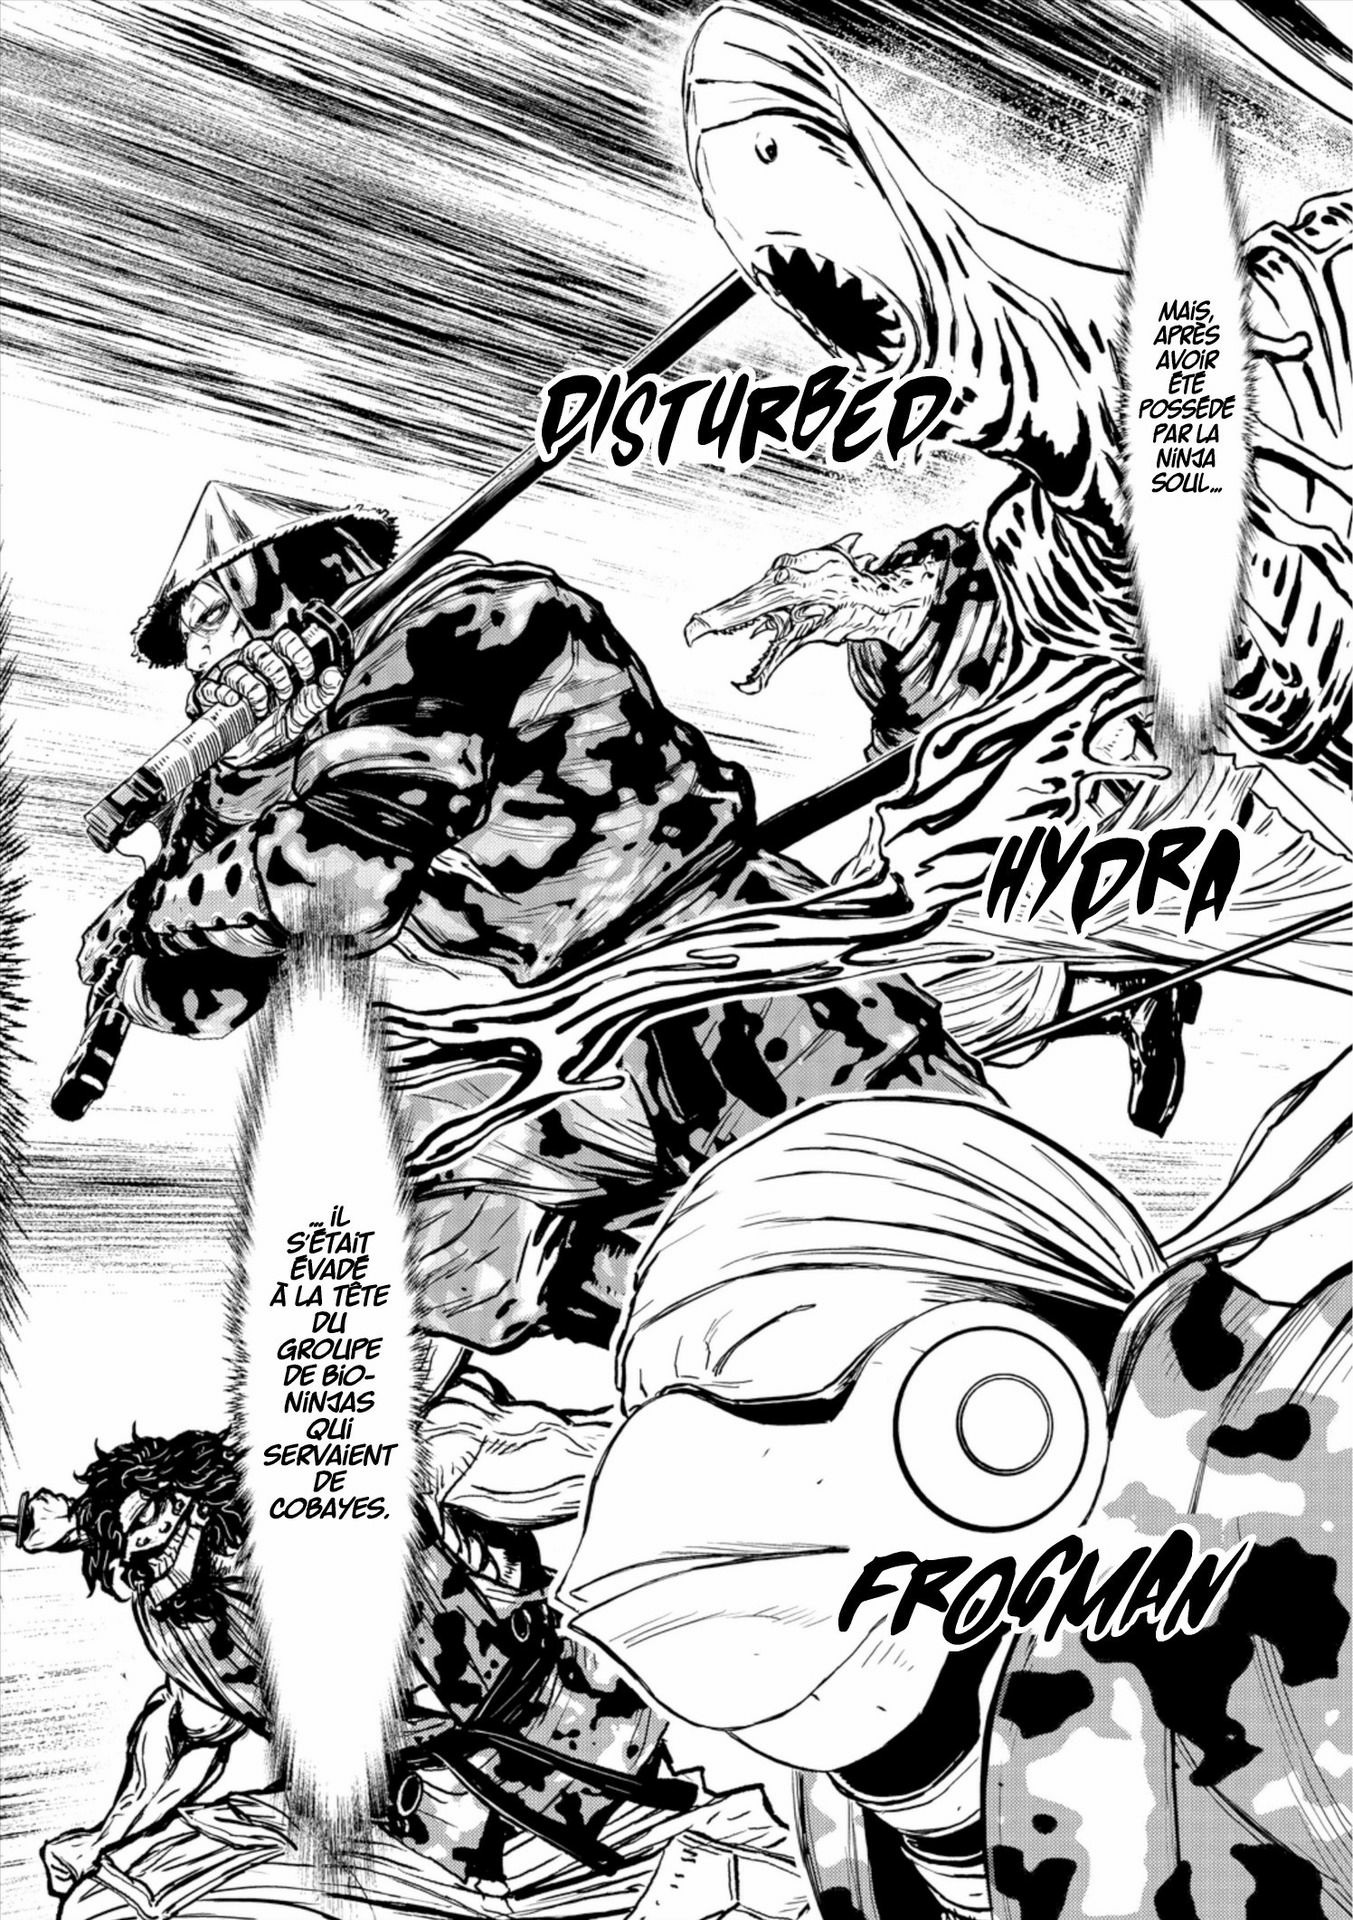 MAIS,
APRÈS
AVOIR
ÉTÉ
POSSÉDÉ
PAR LA
NINJA
SOUL...
DISTURBED
HYDRA
... IL
S'ÉTAIT
ÉVADÉ
À LA TÊTE
DU
GROUPE
DE BIO-
NINJAS
QUI
SERVAIENT
DE
COBAYES.
FROGMAN